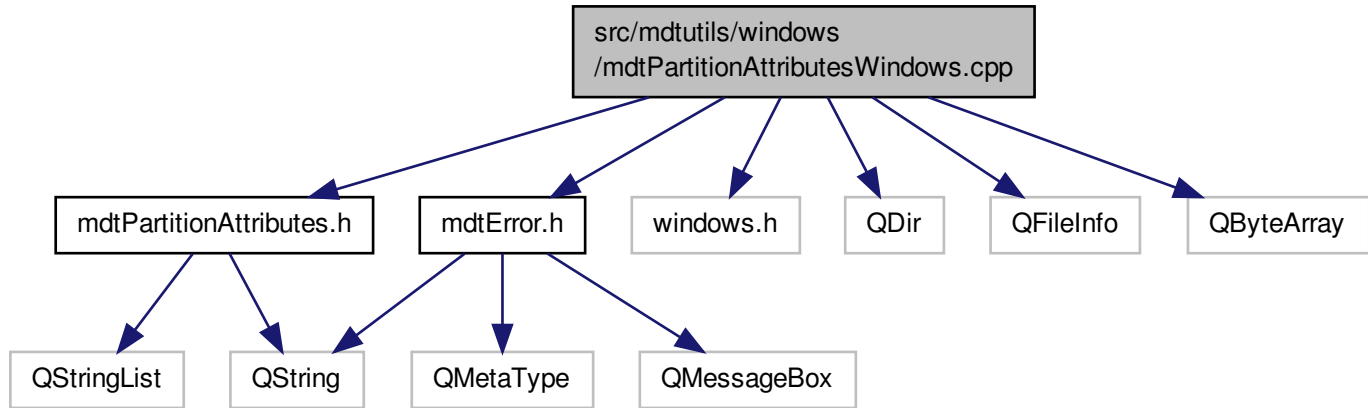 src/mdtutils/windows
/mdtPartitionAttributesWindows.cpp
mdtPartitionAttributes.h
mdtError.h
windows.h
QDir
QFileInfo
QByteArray
QStringList
QString
QMetaType
QMessageBox